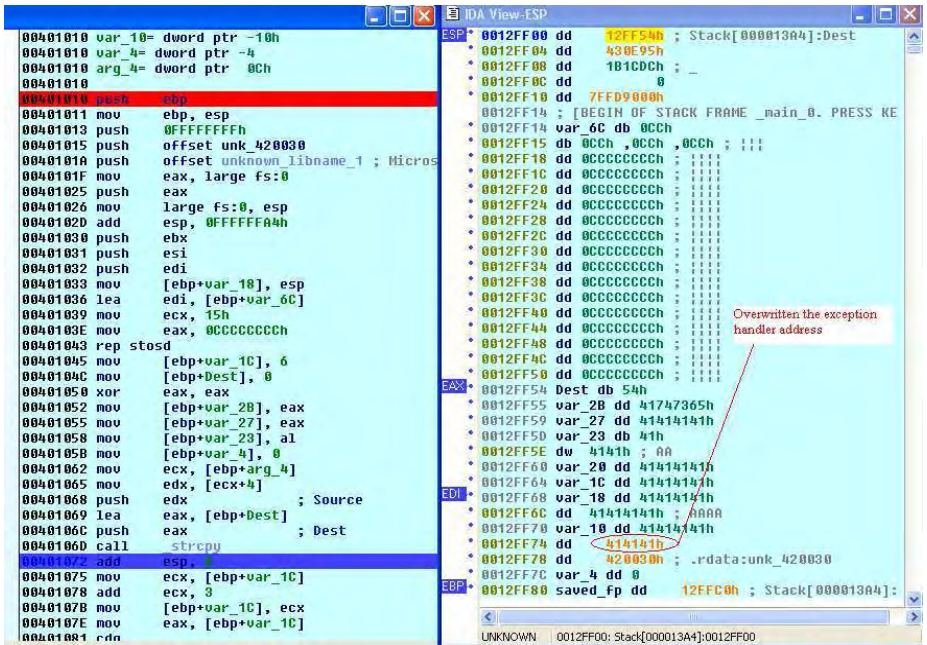 00401010 var_10= dword ptr -10h
00401010 var_4= dword ptr -4
00401010 arg_4= dword ptr  0Ch
00401010
00401010 push    ebp
00401011 mov     ebp, esp
00401013 push    0FFFFFFFFh
00401015 push    offset unk_420030
0040101A push    offset unknown_libname_1 ; Micros
0040101F mov     eax, large fs:0
00401025 push    eax
00401026 mov     large fs:0, esp
0040102D add     esp, 0FFFFFFA4h
00401030 push    ebx
00401031 push    esi
00401032 push    edi
00401033 mov     [ebp+var_18], esp
00401036 lea     edi, [ebp+var_6C]
00401039 mov     ecx, 15h
0040103E mov     eax, 0CCCCCCCCh
00401043 rep stosd
00401045 mov     [ebp+var_1C], 6
0040104C mov     [ebp+Dest], 0
00401050 xor     eax, eax
00401052 mov     [ebp+var_2B], eax
00401055 mov     [ebp+var_27], eax
00401058 mov     [ebp+var_23], al
0040105B mov     [ebp+var_4], 0
00401062 mov     ecx, [ebp+arg_4]
00401065 mov     edx, [ecx+4]
00401068 push    edx             ; Source
00401069 lea     eax, [ebp+Dest]
0040106C push    eax             ; Dest
0040106D call    _strcpy
00401072 add     esp, 8
00401075 mov     ecx, [ebp+var_1C]
00401078 add     ecx, 3
0040107B mov     [ebp+var_1C], ecx
0040107E mov     eax, [ebp+var_1C]
00401081 cdq
IDA View-ESP
ESP 0012FF00 dd     12FF54h ; Stack[000013A4]:Dest
0012FF04 dd     430E95h
0012FF08 dd     1B1CDCh ; _
0012FF0C dd           0
0012FF10 dd  7FFD9000h
0012FF14 ; [BEGIN OF STACK FRAME _main_0. PRESS KE
0012FF14 var_6C db 0CCh
0012FF15 db 0CCh ,0CCh ,0CCh ; ¦¦¦
0012FF18 dd 0CCCCCCCCh ; ¦¦¦¦
0012FF1C dd 0CCCCCCCCh ; ¦¦¦¦
0012FF20 dd 0CCCCCCCCh ; ¦¦¦¦
0012FF24 dd 0CCCCCCCCh ; ¦¦¦¦
0012FF28 dd 0CCCCCCCCh ; ¦¦¦¦
0012FF2C dd 0CCCCCCCCh ; ¦¦¦¦
0012FF30 dd 0CCCCCCCCh ; ¦¦¦¦
0012FF34 dd 0CCCCCCCCh ; ¦¦¦¦
0012FF38 dd 0CCCCCCCCh ; ¦¦¦¦
0012FF3C dd 0CCCCCCCCh ; ¦¦¦¦
0012FF40 dd 0CCCCCCCCh ; ¦¦¦¦
0012FF44 dd 0CCCCCCCCh ; ¦¦¦¦
0012FF48 dd 0CCCCCCCCh ; ¦¦¦¦
0012FF4C dd 0CCCCCCCCh ; ¦¦¦¦
0012FF50 dd 0CCCCCCCCh ; ¦¦¦¦
EAX 0012FF54 Dest db 54h
0012FF55 var_2B dd 41747365h
0012FF59 var_27 dd 41414141h
0012FF5D var_23 db 41h
0012FF5E dw  4141h ; AA
0012FF60 var_20 dd 41414141h
0012FF64 var_1C dd 41414141h
EDI 0012FF68 var_18 dd 41414141h
0012FF6C dd  41414141h ; AAAA
0012FF70 var_10 dd 41414141h
0012FF74 dd    414141h
0012FF78 dd    420030h ; .rdata:unk_420030
0012FF7C var_4 dd 0
EBP 0012FF80 saved_fp dd     12FFC0h ; Stack[000013A4]:
Overwritten the exception
handler address
UNKNOWN  0012FF00: Stack[000013A4]:0012FF00